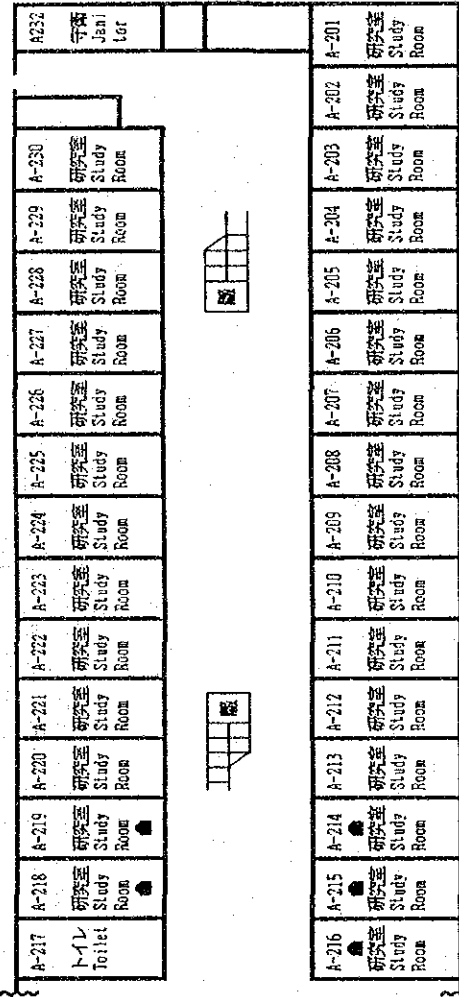 A232
守衛
Jani
tor
A-230
研究室
Study
Room
A-229
研究室
Study
Room
A-228
研究室
Study
Room
A-227
研究室
Study
Room
A-226
研究室
Study
Room
A-225
研究室
Study
Room
A-224
研究室
Study
Room
A-223
研究室
Study
Room
A-222
研究室
Study
Room
A-221
研究室
Study
Room
A-220
研究室
Study
Room
A-219
研究室
Study
Room
A-218
研究室
Study
Room
A-217
トイレ
Toilet
A-201
研究室
Study
Room
A-202
研究室
Study
Room
A-203
研究室
Study
Room
A-204
研究室
Study
Room
A-205
研究室
Study
Room
A-206
研究室
Study
Room
A-207
研究室
Study
Room
A-208
研究室
Study
Room
A-209
研究室
Study
Room
A-210
研究室
Study
Room
A-211
研究室
Study
Room
A-212
研究室
Study
Room
A-213
研究室
Study
Room
A-214
研究室
Study
Room
A-215
研究室
Study
Room
A-216
研究室
Study
Room